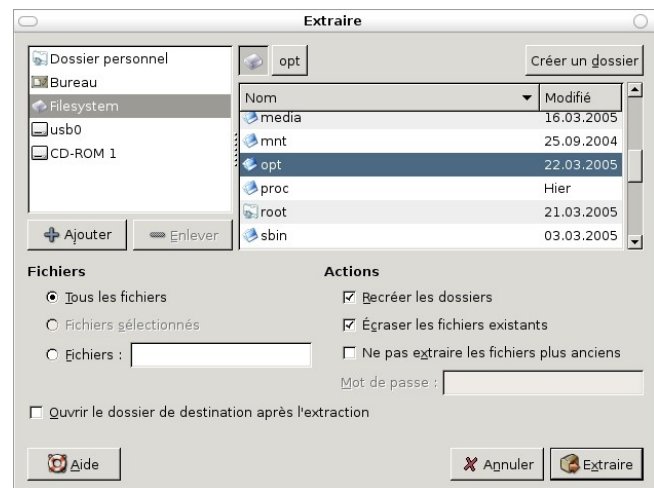 Extraire
Dossier personnel
Bureau
Filesystem
usb0
CD-ROM 1
Ajouter
Enlever
opt
Créer un dossier
Nom Modifié
media 16.03.2005
mnt 25.09.2004
opt 22.03.2005
proc Hier
root 21.03.2005
sbin 03.03.2005
Fichiers
Tous les fichiers
Fichiers sélectionnés
Fichiers :
Actions
Recréer les dossiers
Écraser les fichiers existants
Ne pas extraire les fichiers plus anciens
Mot de passe :
Ouvrir le dossier de destination après l'extraction
Aide
Annuler
Extraire